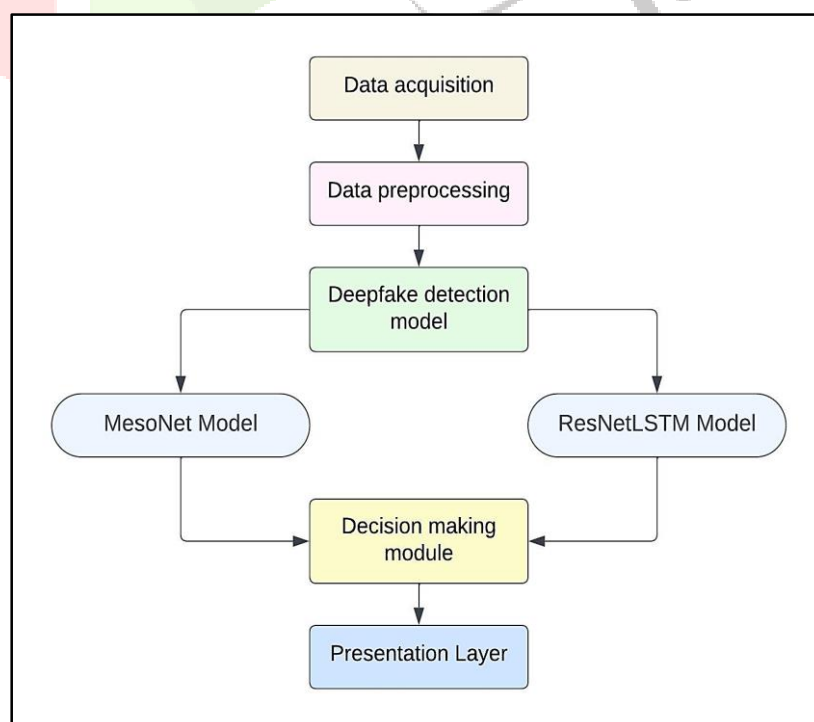 Data acquisition
Data preprocessing
Deepfake detection
model
MesoNet Model
ResNetLSTM Model
Decision making
module
Presentation Layer